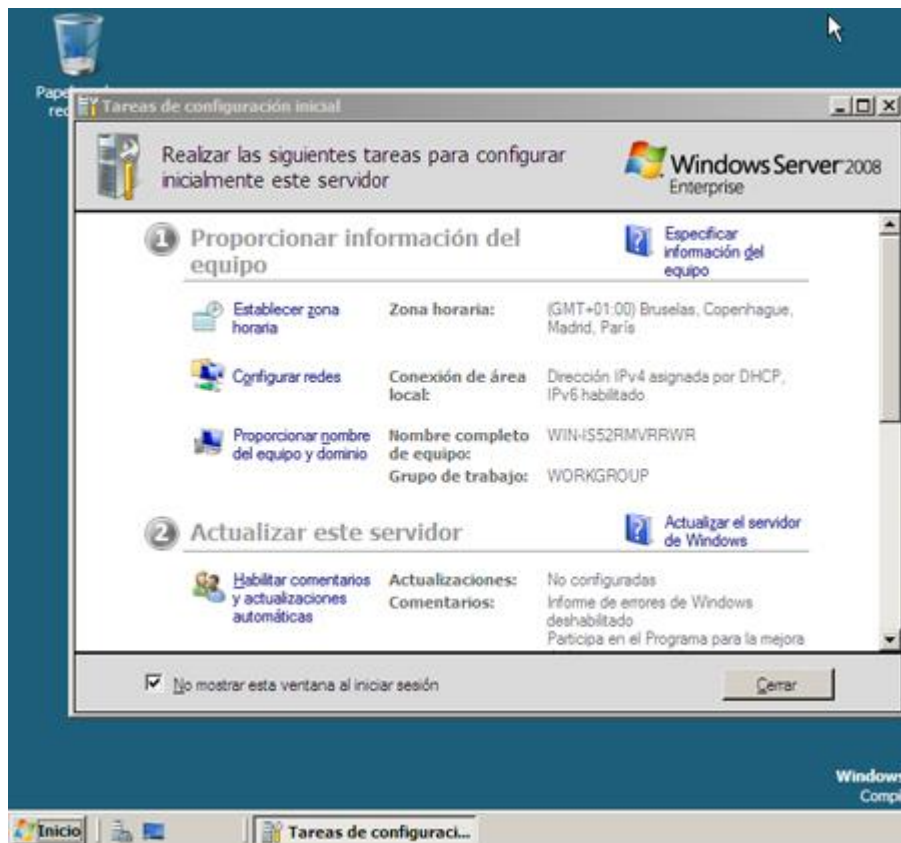 Tareas de configuración inicial
Realizar las siguientes tareas para configurar
inicialmente este servidor
Windows Server 2008
Enterprise
1 Proporcionar información del
equipo
Especificar
información del
equipo
Establecer zona
horaria
Zona horaria:
(GMT+01:00) Bruselas, Copenhague,
Madrid, París
Configurar redes
Conexión de área
local:
Dirección IPv4 asignada por DHCP,
IPv6 habilitado
Proporcionar nombre
del equipo y dominio
Nombre completo
de equipo:
WIN-IS52RMVRRWR
Grupo de trabajo:
WORKGROUP
2 Actualizar este servidor
Actualizar el servidor
de Windows
Habilitar comentarios
y actualizaciones
automáticas
Actualizaciones:
No configuradas
Comentarios:
Informe de errores de Windows
deshabilitado
Participa en el Programa para la mejora
No mostrar esta ventana al iniciar sesión
Cerrar
Windows
Inicio
Tareas de configuraci...